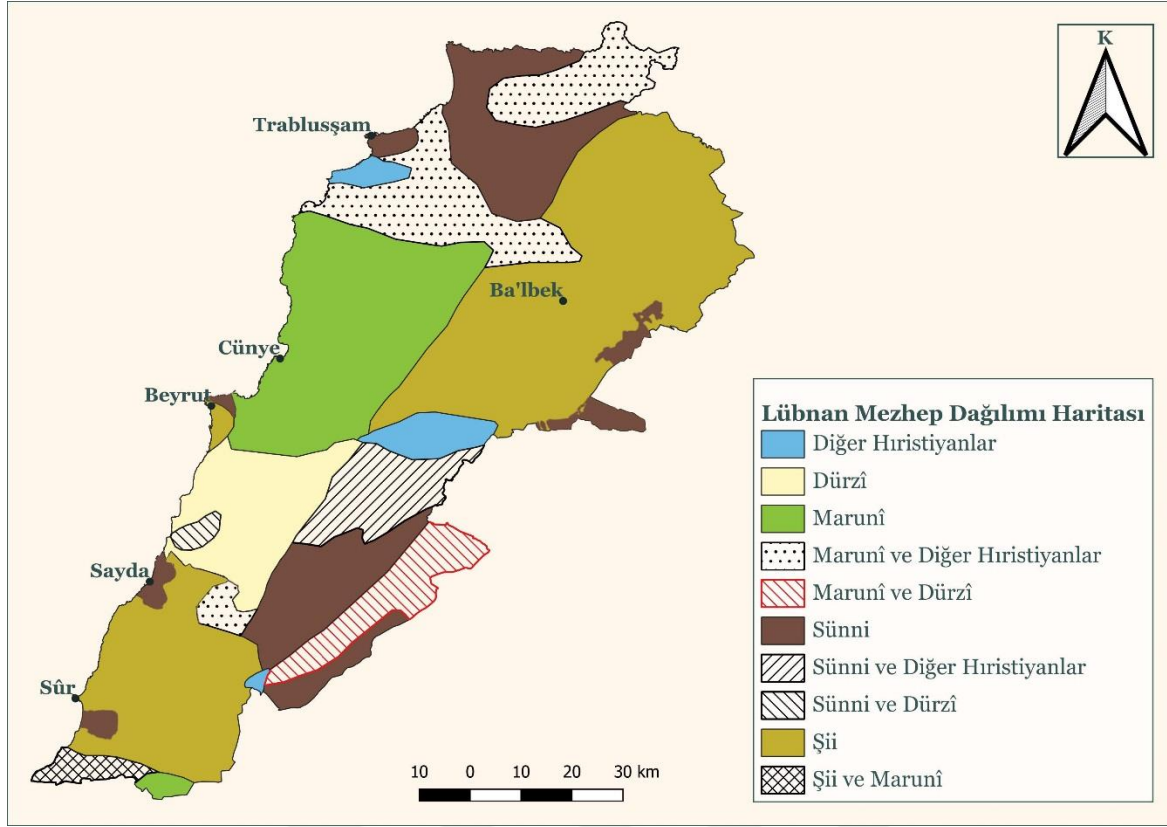 K
Trablusşam
Ba'lbek
Cünye
Beyrut
Sayda
Sûr
Lübnan Mezhep Dağılımı Haritası
Diğer Hıristiyanlar
Dürzî
Marunî
Marunî ve Diğer Hıristiyanlar
Marunî ve Dürzî
Sünni
Sünni ve Diğer Hıristiyanlar
Sünni ve Dürzî
Şii
Şii ve Marunî
10 0 10 20 30 km